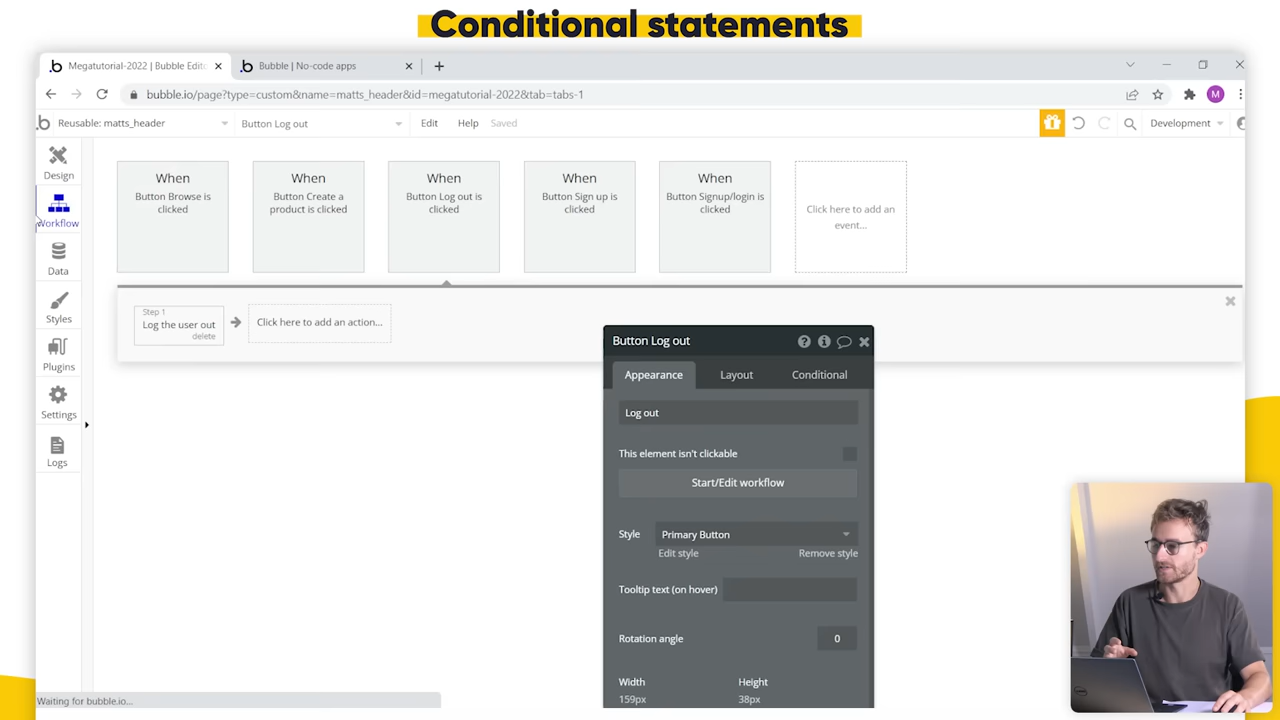 Conditional statements
Megatutorial-2022 | Bubble Edito
Bubble | No-code apps
bubble.io/page?type=custom&name=matts_header&id=megatutorial-2022&tab=tabs-1
M
Reusable: matts_header
Button Log out
Edit
Help
Saved
Development
Design
Workflow
Data
Styles
Plugins
Settings
Logs
When
Button Browse is
clicked
When
Button Create a
product is clicked
When
Button Log out is
clicked
When
Button Sign up is
clicked
When
Button Signup/login is
clicked
Click here to add an
event...
Step 1
Log the user out
delete
Click here to add an action...
Button Log out
Appearance
Layout
Conditional
Log out
This element isn't clickable
Start/Edit workflow
Style
Primary Button
Edit style
Remove style
Tooltip text (on hover)
Rotation angle
0
Width
Height
159px
38px
Waiting for bubble.io...